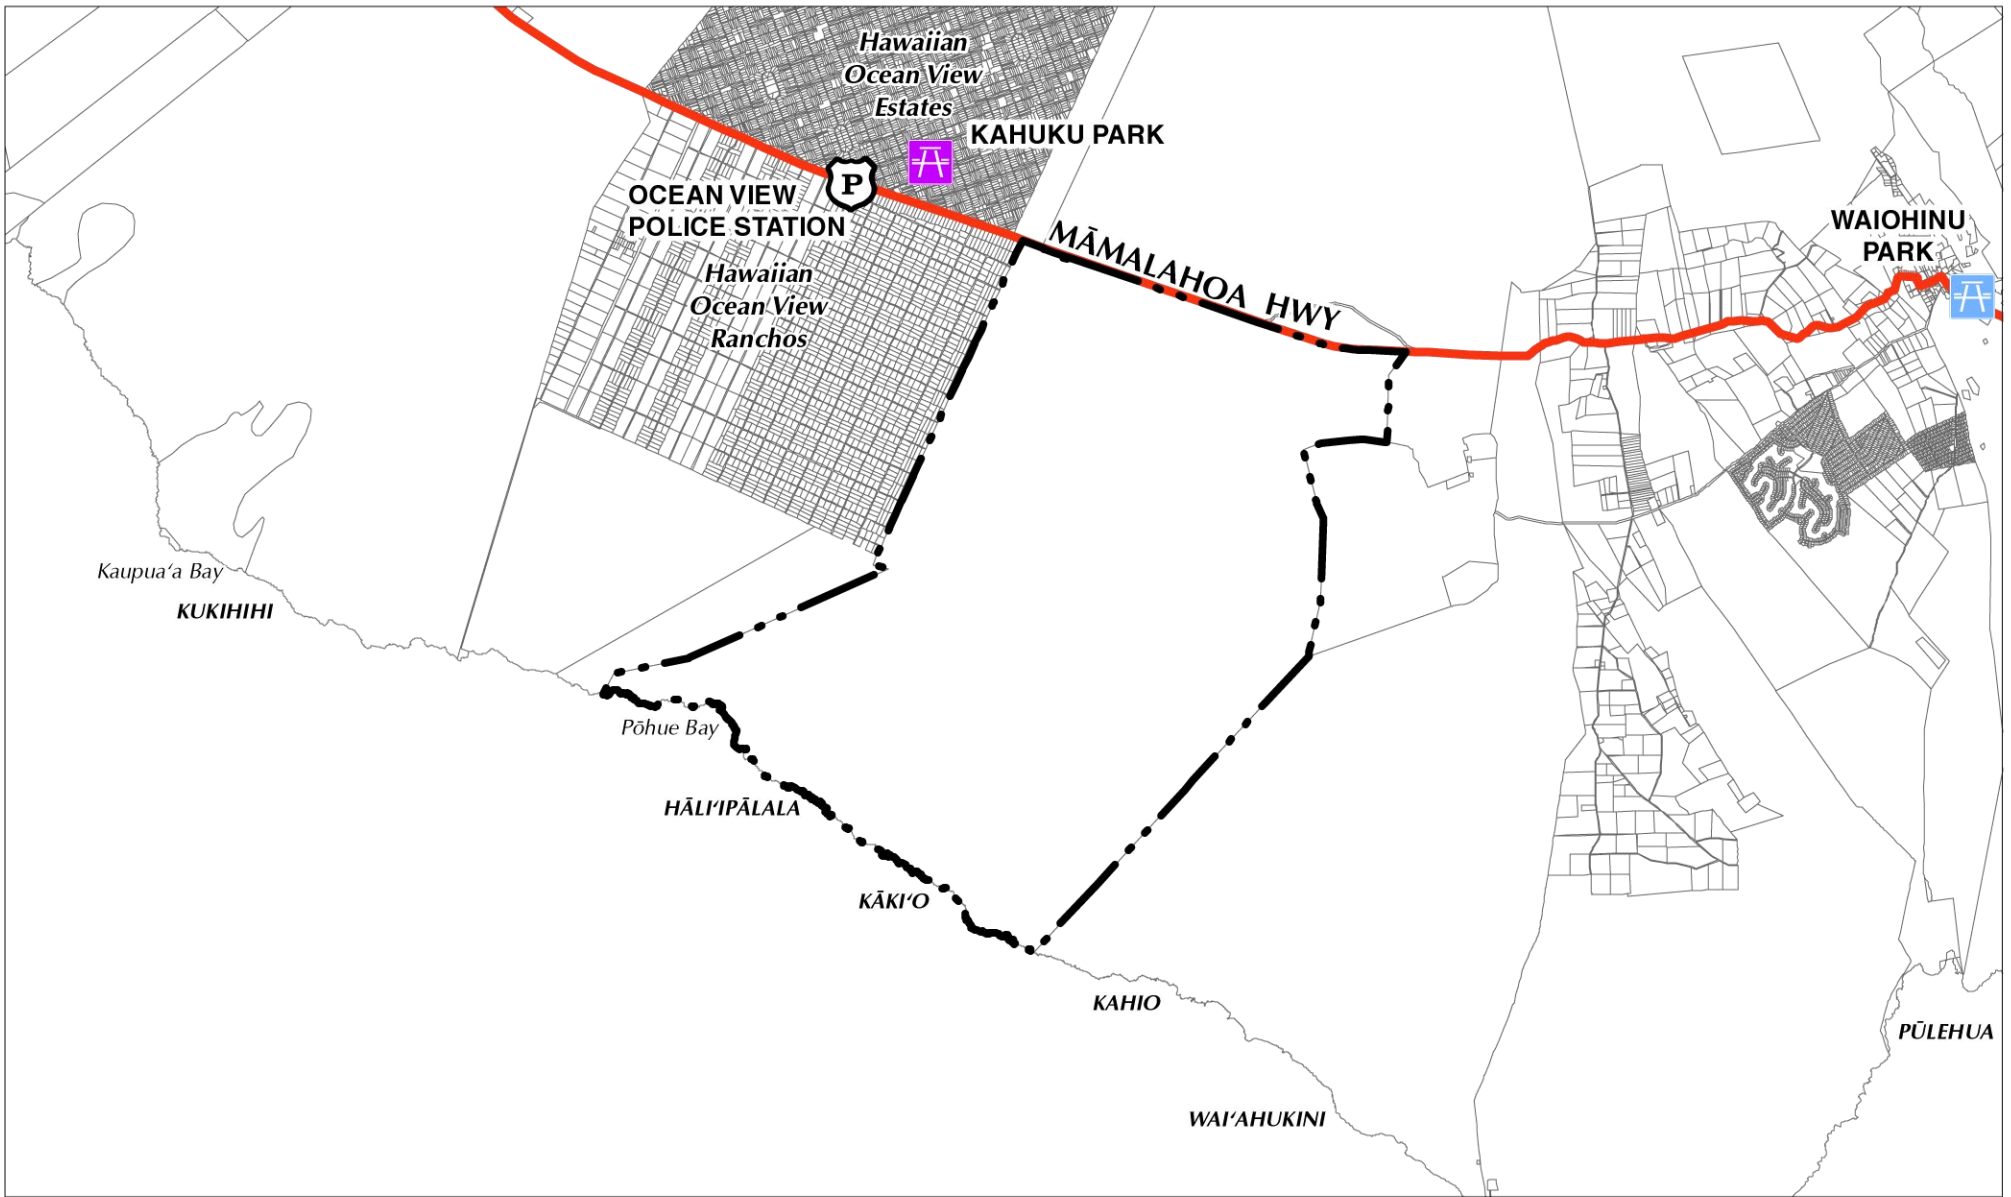 Hawaiian
Ocean View
Estates
KAHUKU PARK
P
OCEAN VIEW
POLICE STATION
Hawaiian
Ocean View
Ranchos
MĀMALAHOA HWY
WAIOHINU
PARK
Kaupuaʻa Bay
KUKIHIHI
Pōhue Bay
HĀLIʻIPĀLALA
KĀKIʻO
KAHIO
PŪLEHUA
WAIʻAHUKINI